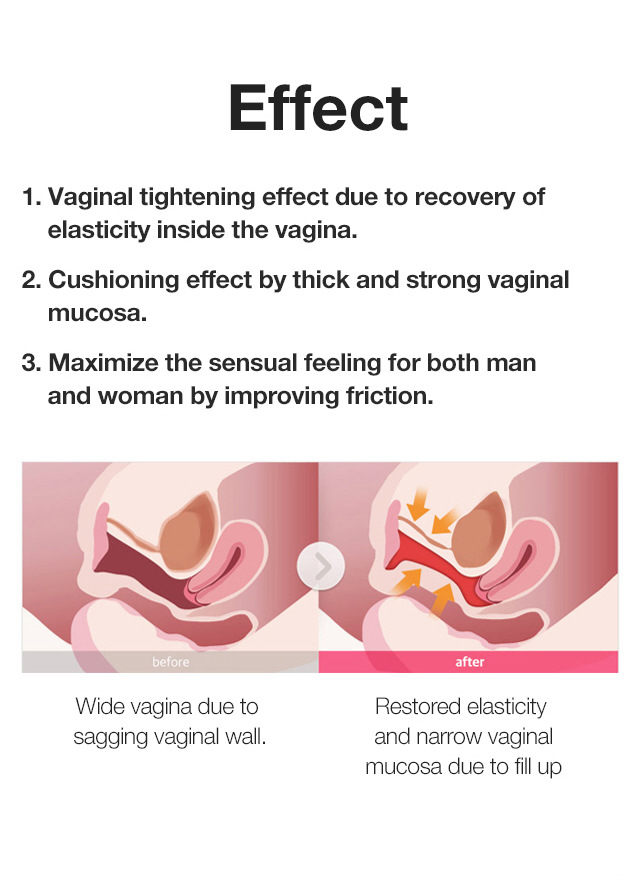 Effect
1. Vaginal tightening effect due to recovery of
elasticity inside the vagina.
2. Cushioning effect by thick and strong vaginal
mucosa.
3. Maximize the sensual feeling for both man
and woman by improving friction.
before
after
Wide vagina due to
sagging vaginal wall.
Restored elasticity
and narrow vaginal
mucosa due to fill up